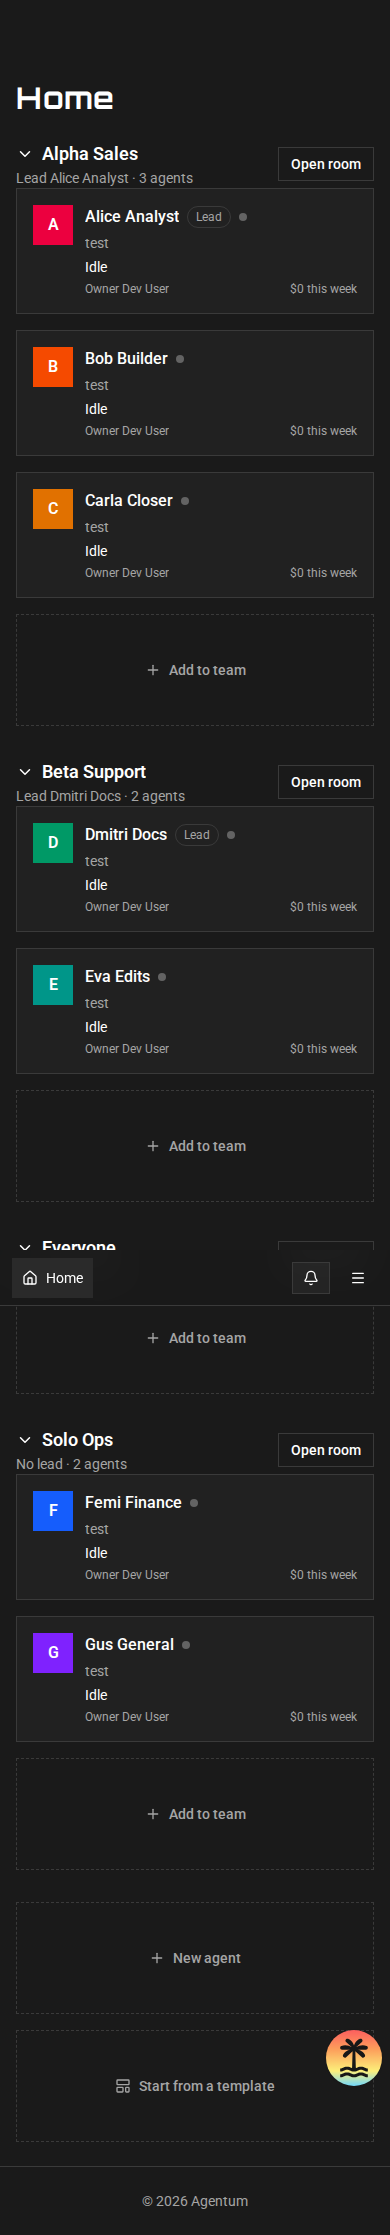 Home
Alpha Sales
Open room
Lead Alice Analyst · 3 agents
A
Alice Analyst Lead
test
Idle
Owner Dev User $0 this week
B
Bob Builder
test
Idle
Owner Dev User $0 this week
C
Carla Closer
test
Idle
Owner Dev User $0 this week
Add to team
Beta Support
Open room
Lead Dmitri Docs · 2 agents
D
Dmitri Docs Lead
test
Idle
Owner Dev User $0 this week
E
Eva Edits
test
Idle
Owner Dev User $0 this week
Add to team
Everyone
Home
Add to team
Solo Ops
Open room
No lead · 2 agents
F
Femi Finance
test
Idle
Owner Dev User $0 this week
G
Gus General
test
Idle
Owner Dev User $0 this week
Add to team
New agent
Start from a template
© 2026 Agentum